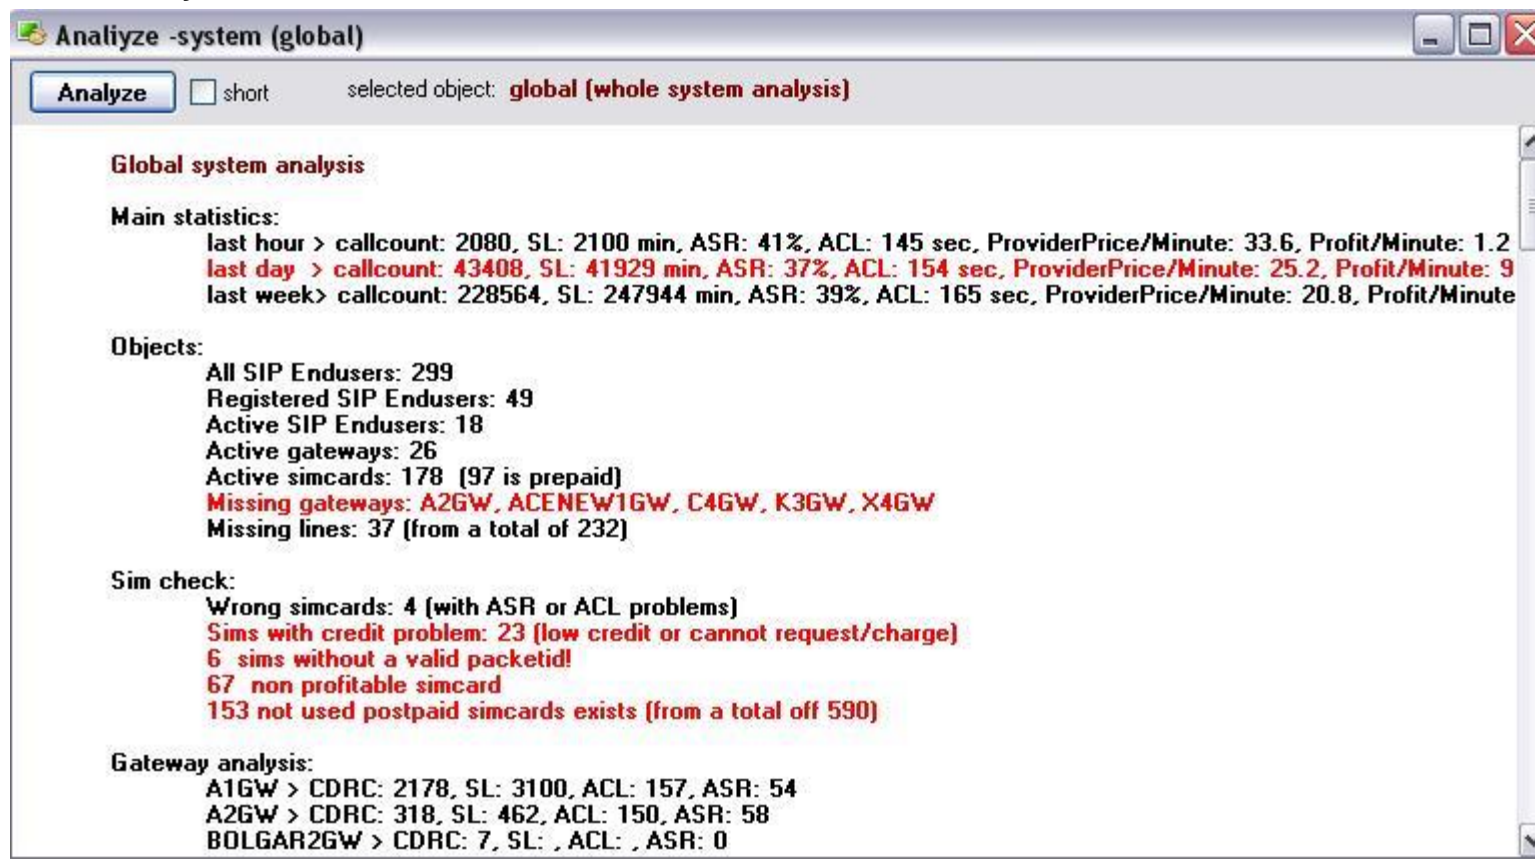 Analiyze -system (global)
Analyze short selected object: global (whole system analysis)
Global system analysis
Main statistics:
last hour > callcount: 2080, SL: 2100 min, ASR: 41%, ACL: 145 sec, ProviderPrice/Minute: 33.6, Profit/Minute: 1.2
last day > callcount: 43408, SL: 41929 min, ASR: 37%, ACL: 154 sec, ProviderPrice/Minute: 25.2, Profit/Minute: 9
last week> callcount: 228564, SL: 247944 min, ASR: 39%, ACL: 165 sec, ProviderPrice/Minute: 20.8, Profit/Minute
Objects:
All SIP Endusers: 299
Registered SIP Endusers: 49
Active SIP Endusers: 18
Active gateways: 26
Active simcards: 178 (97 is prepaid)
Missing gateways: A2GW, ACENEW1GW, C4GW, K3GW, X4GW
Missing lines: 37 (from a total of 232)
Sim check:
Wrong simcards: 4 (with ASR or ACL problems)
Sims with credit problem: 23 (low credit or cannot request/charge)
6 sims without a valid packetid!
67 non profitable simcard
153 not used postpaid simcards exists (from a total off 590)
Gateway analysis:
A1GW > CDRC: 2178, SL: 3100, ACL: 157, ASR: 54
A2GW > CDRC: 318, SL: 462, ACL: 150, ASR: 58
BOLGAR2GW > CDRC: 7, SL: , ACL: , ASR: 0